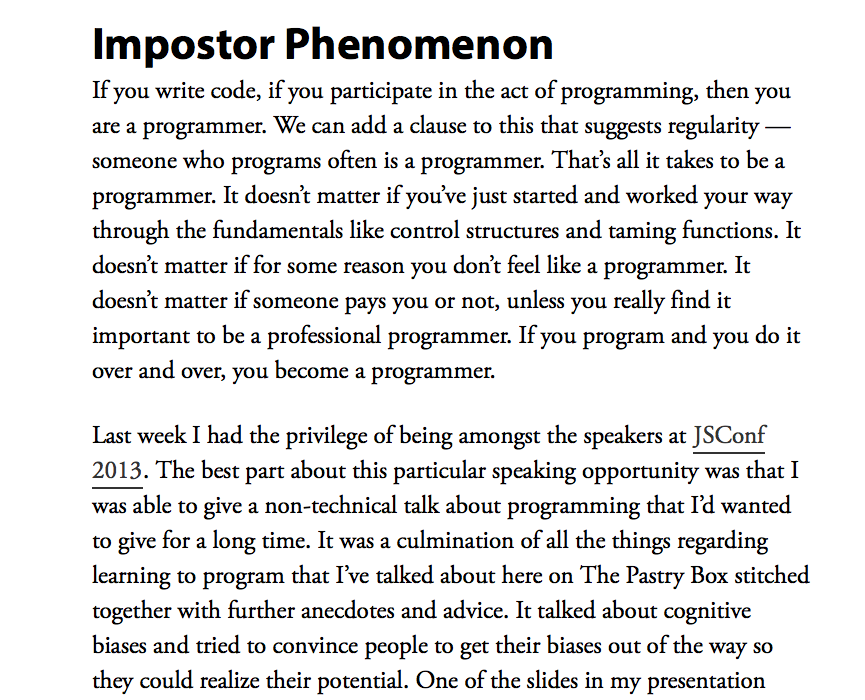 Impostor Phenomenon
If you write code, if you participate in the act of programming, then you
are a programmer. We can add a clause to this that suggests regularity —
someone who programs often is a programmer. That’s all it takes to be a
programmer. It doesn’t matter if you’ve just started and worked your way
through the fundamentals like control structures and taming functions. It
doesn’t matter if for some reason you don’t feel like a programmer. It
doesn’t matter if someone pays you or not, unless you really find it
important to be a professional programmer. If you program and you do it
over and over, you become a programmer.
Last week I had the privilege of being amongst the speakers at JSConf
2013. The best part about this particular speaking opportunity was that I
was able to give a non-technical talk about programming that I’d wanted
to give for a long time. It was a culmination of all the things regarding
learning to program that I’ve talked about here on The Pastry Box stitched
together with further anecdotes and advice. It talked about cognitive
biases and tried to convince people to get their biases out of the way so
they could realize their potential. One of the slides in my presentation